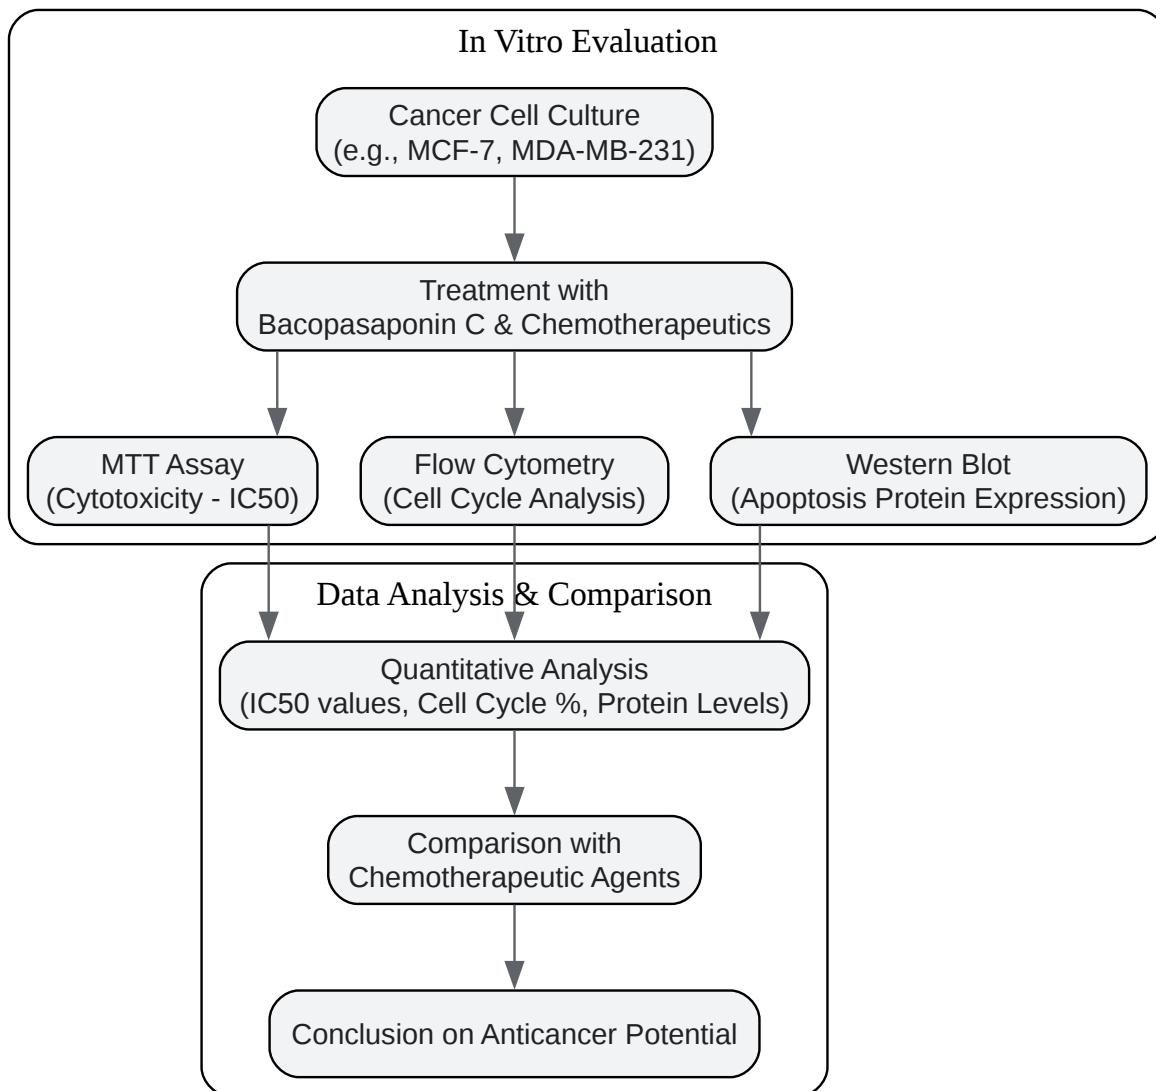 In Vitro Evaluation
Cancer Cell Culture
(e.g., MCF-7, MDA-MB-231)
Treatment with
Bacopasaponin C & Chemotherapeutics
MTT Assay
(Cytotoxicity - IC50)
Flow Cytometry
(Cell Cycle Analysis)
Western Blot
(Apoptosis Protein Expression)
Data Analysis & Comparison
Quantitative Analysis
(IC50 values, Cell Cycle %, Protein Levels)
Comparison with
Chemotherapeutic Agents
Conclusion on Anticancer Potential